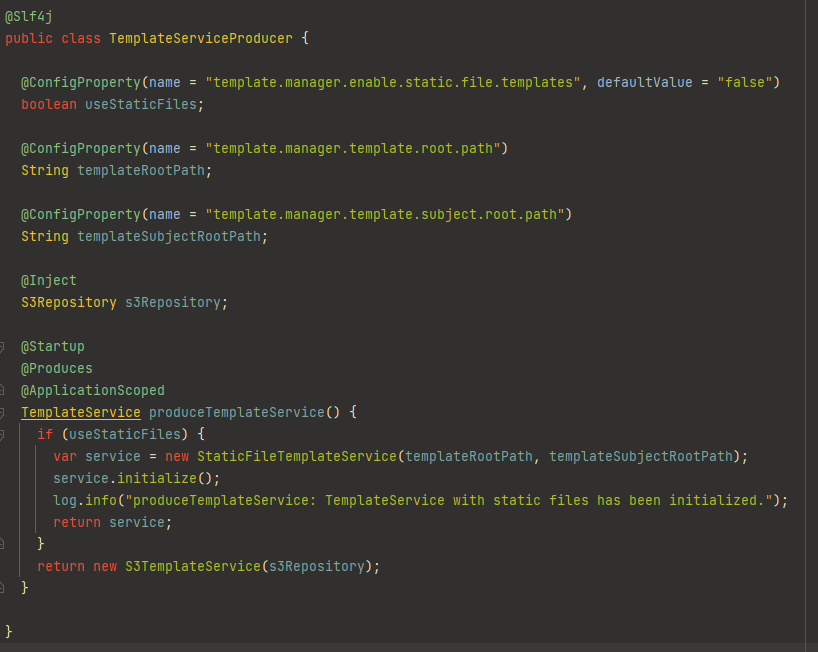 @Slf4j
public class TemplateServiceProducer {
@ConfigProperty(name = "template.manager.enable.static.file.templates", defaultValue = "false")
boolean useStaticFiles;
@ConfigProperty(name = "template.manager.template.root.path")
String templateRootPath;
@ConfigProperty(name = "template.manager.template.subject.root.path")
String templateSubjectRootPath;
@Inject
S3Repository s3Repository;
@Startup
@Produces
@ApplicationScoped
TemplateService produceTemplateService() {
if (useStaticFiles) {
var service = new StaticFileTemplateService(templateRootPath, templateSubjectRootPath);
service.initialize();
log.info("produceTemplateService: TemplateService with static files has been initialized.");
return service;
}
return new S3TemplateService(s3Repository);
}
}